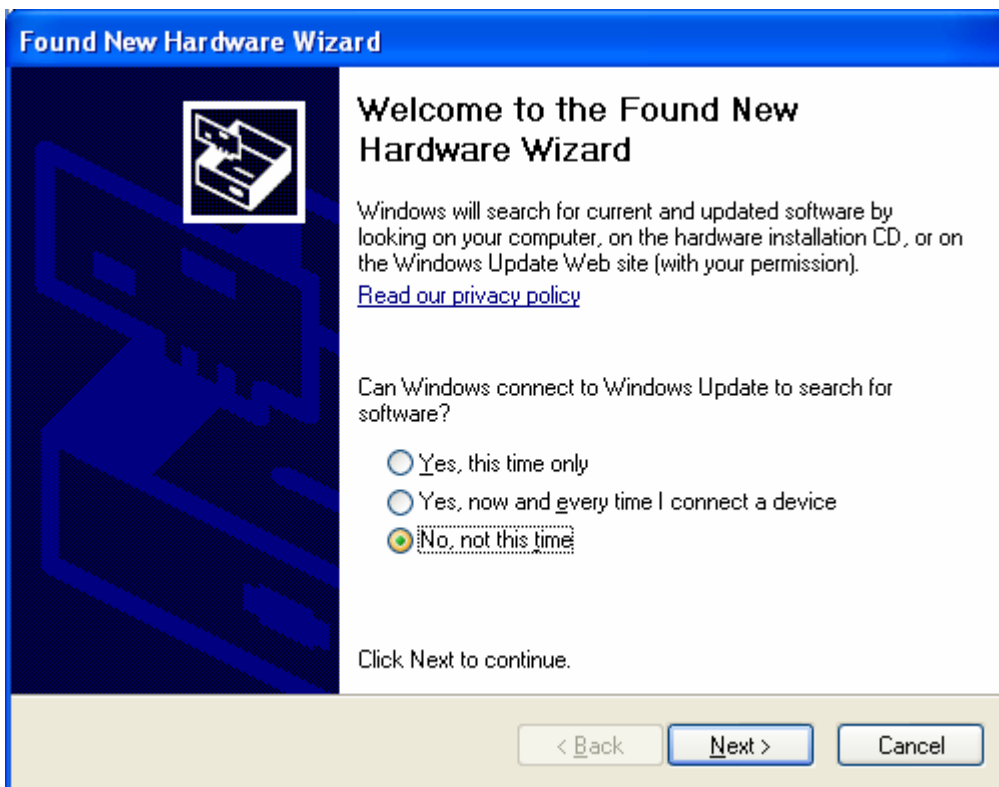 Found New Hardware Wizard
Welcome to the Found New
Hardware Wizard
Windows will search for current and updated software by
looking on your computer, on the hardware installation CD, or on
the Windows Update Web site (with your permission).
Read our privacy policy
Can Windows connect to Windows Update to search for
software?
Yes, this time only
Yes, now and every time I connect a device
No, not this time
Click Next to continue.
< Back
Next >
Cancel